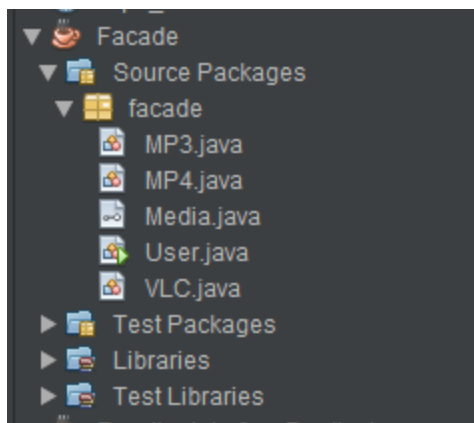 Facade
Source Packages
facade
MP3.java
MP4.java
Media.java
User.java
VLC.java
Test Packages
Libraries
Test Libraries